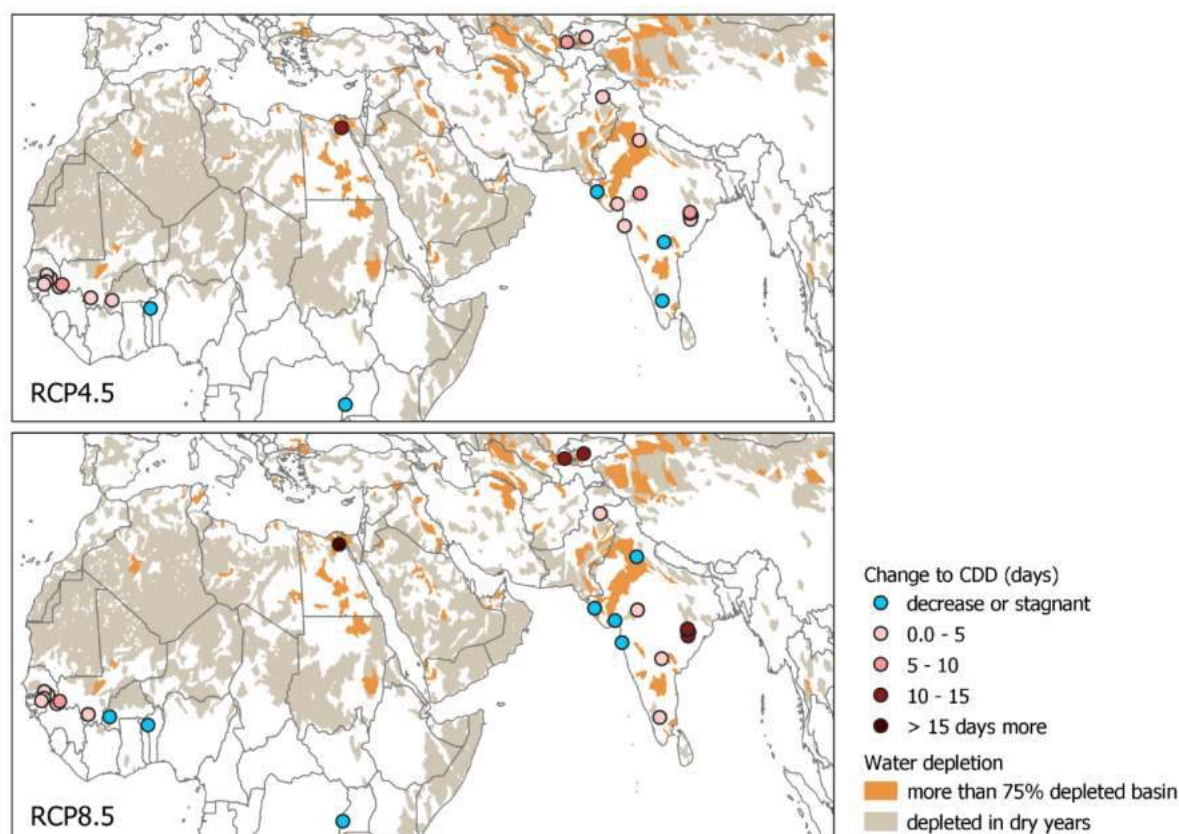 RCP4.5
RCP8.5
Change to CDD (days)
decrease or stagnant
0.0 - 5
5 - 10
10 - 15
> 15 days more
Water depletion
more than 75% depleted basin
depleted in dry years